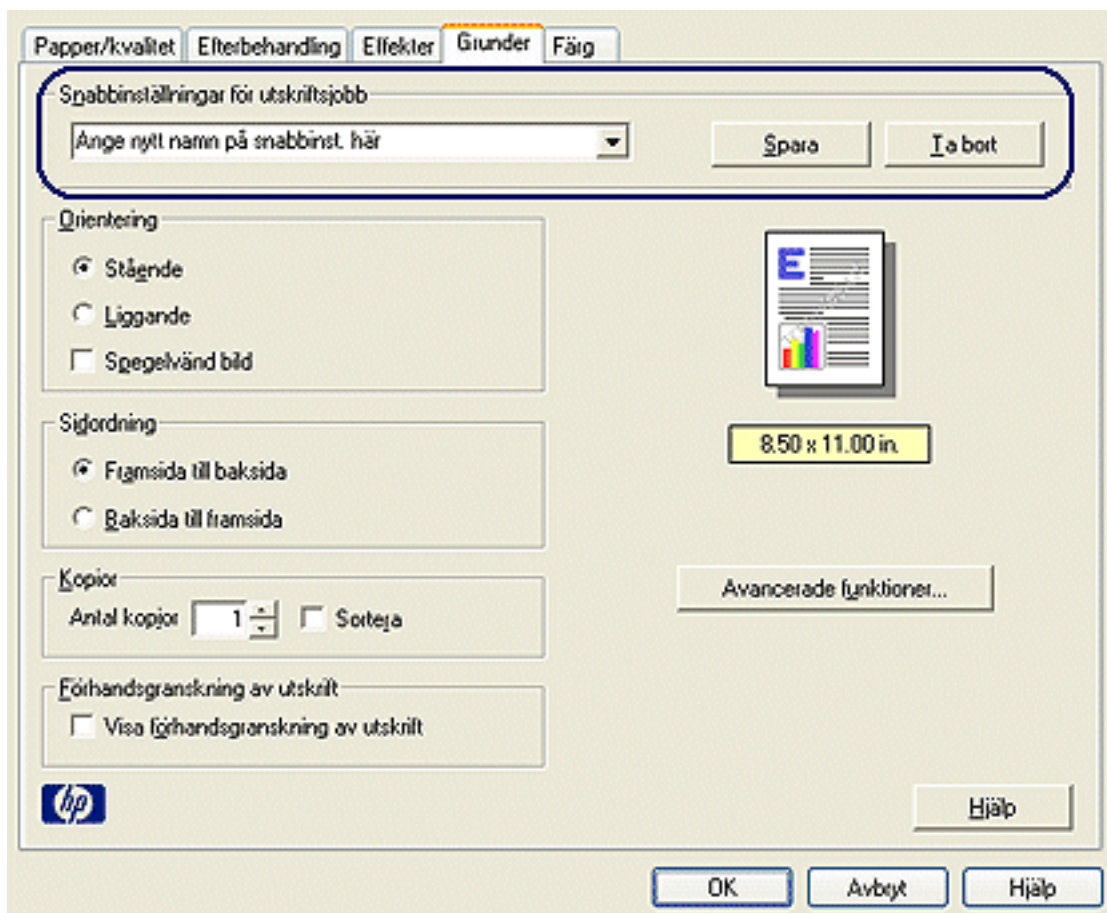 Papper/kvalitet Efterbehandling Effekter Grunder Färg
Snabbinställningar för utskriftsjobb
Ange nytt namn på snabbinst. här Spara Ta bort
Orientering
Stående
Liggande
Spegelvänd bild
E
8.50 x 11.00 in.
Sidordning
Framsida till baksida
Baksida till framsida
Kopior
Antal kopior 1 Sortera
Avancerade funktioner...
Förhandsgranskning av utskrift
Visa förhandsgranskning av utskrift
hp
Hjälp
OK Avbryt Hjälp